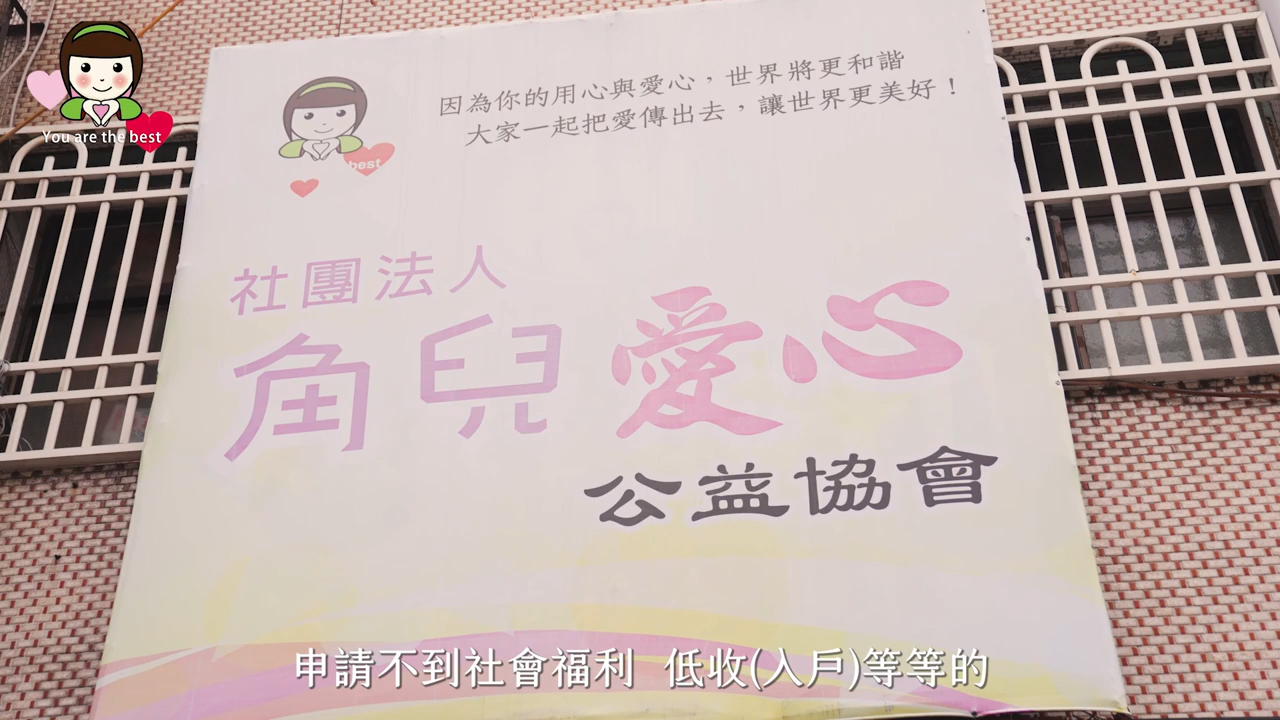 You are the best
因為你的用心與愛心，世界將更和諧
大家一起把愛傳出去，讓世界更美好！
best
社團法人
角兒愛心
公益協會
申請不到社會福利 低收(入戶)等等的